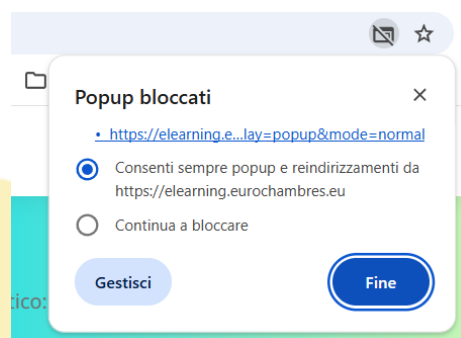 Popup bloccati
• https://elearning.e...lay=popup&mode=normal
Consenti sempre popup e reindirizzamenti da
https://elearning.eurochambres.eu
Continua a bloccare
Gestisci
Fine
tico: